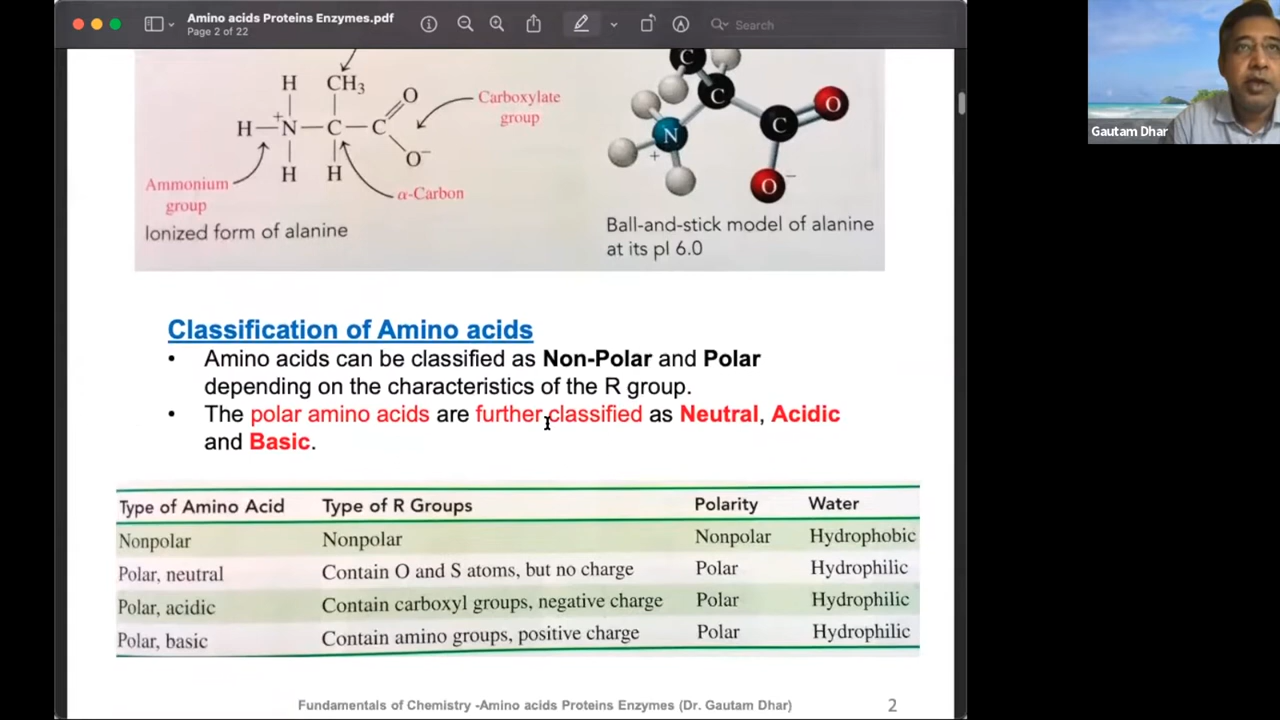 Amino acids Proteins Enzymes.pdf
Page 2 of 22
Search
Gautam Dhar
H CH₃ O
H—N⁺—C—C
H H O⁻
Carboxylate
group
Ammonium
group
α-Carbon
Ionized form of alanine
C
C
C
O
N
+
O
−
Ball-and-stick model of alanine
at its pI 6.0
Classification of Amino acids
• Amino acids can be classified as Non-Polar and Polar
depending on the characteristics of the R group.
• The polar amino acids are further classified as Neutral, Acidic
and Basic.
Type of Amino Acid Type of R Groups Polarity Water
Nonpolar Nonpolar Nonpolar Hydrophobic
Polar, neutral Contain O and S atoms, but no charge Polar Hydrophilic
Polar, acidic Contain carboxyl groups, negative charge Polar Hydrophilic
Polar, basic Contain amino groups, positive charge Polar Hydrophilic
Fundamentals of Chemistry -Amino acids Proteins Enzymes (Dr. Gautam Dhar) 2